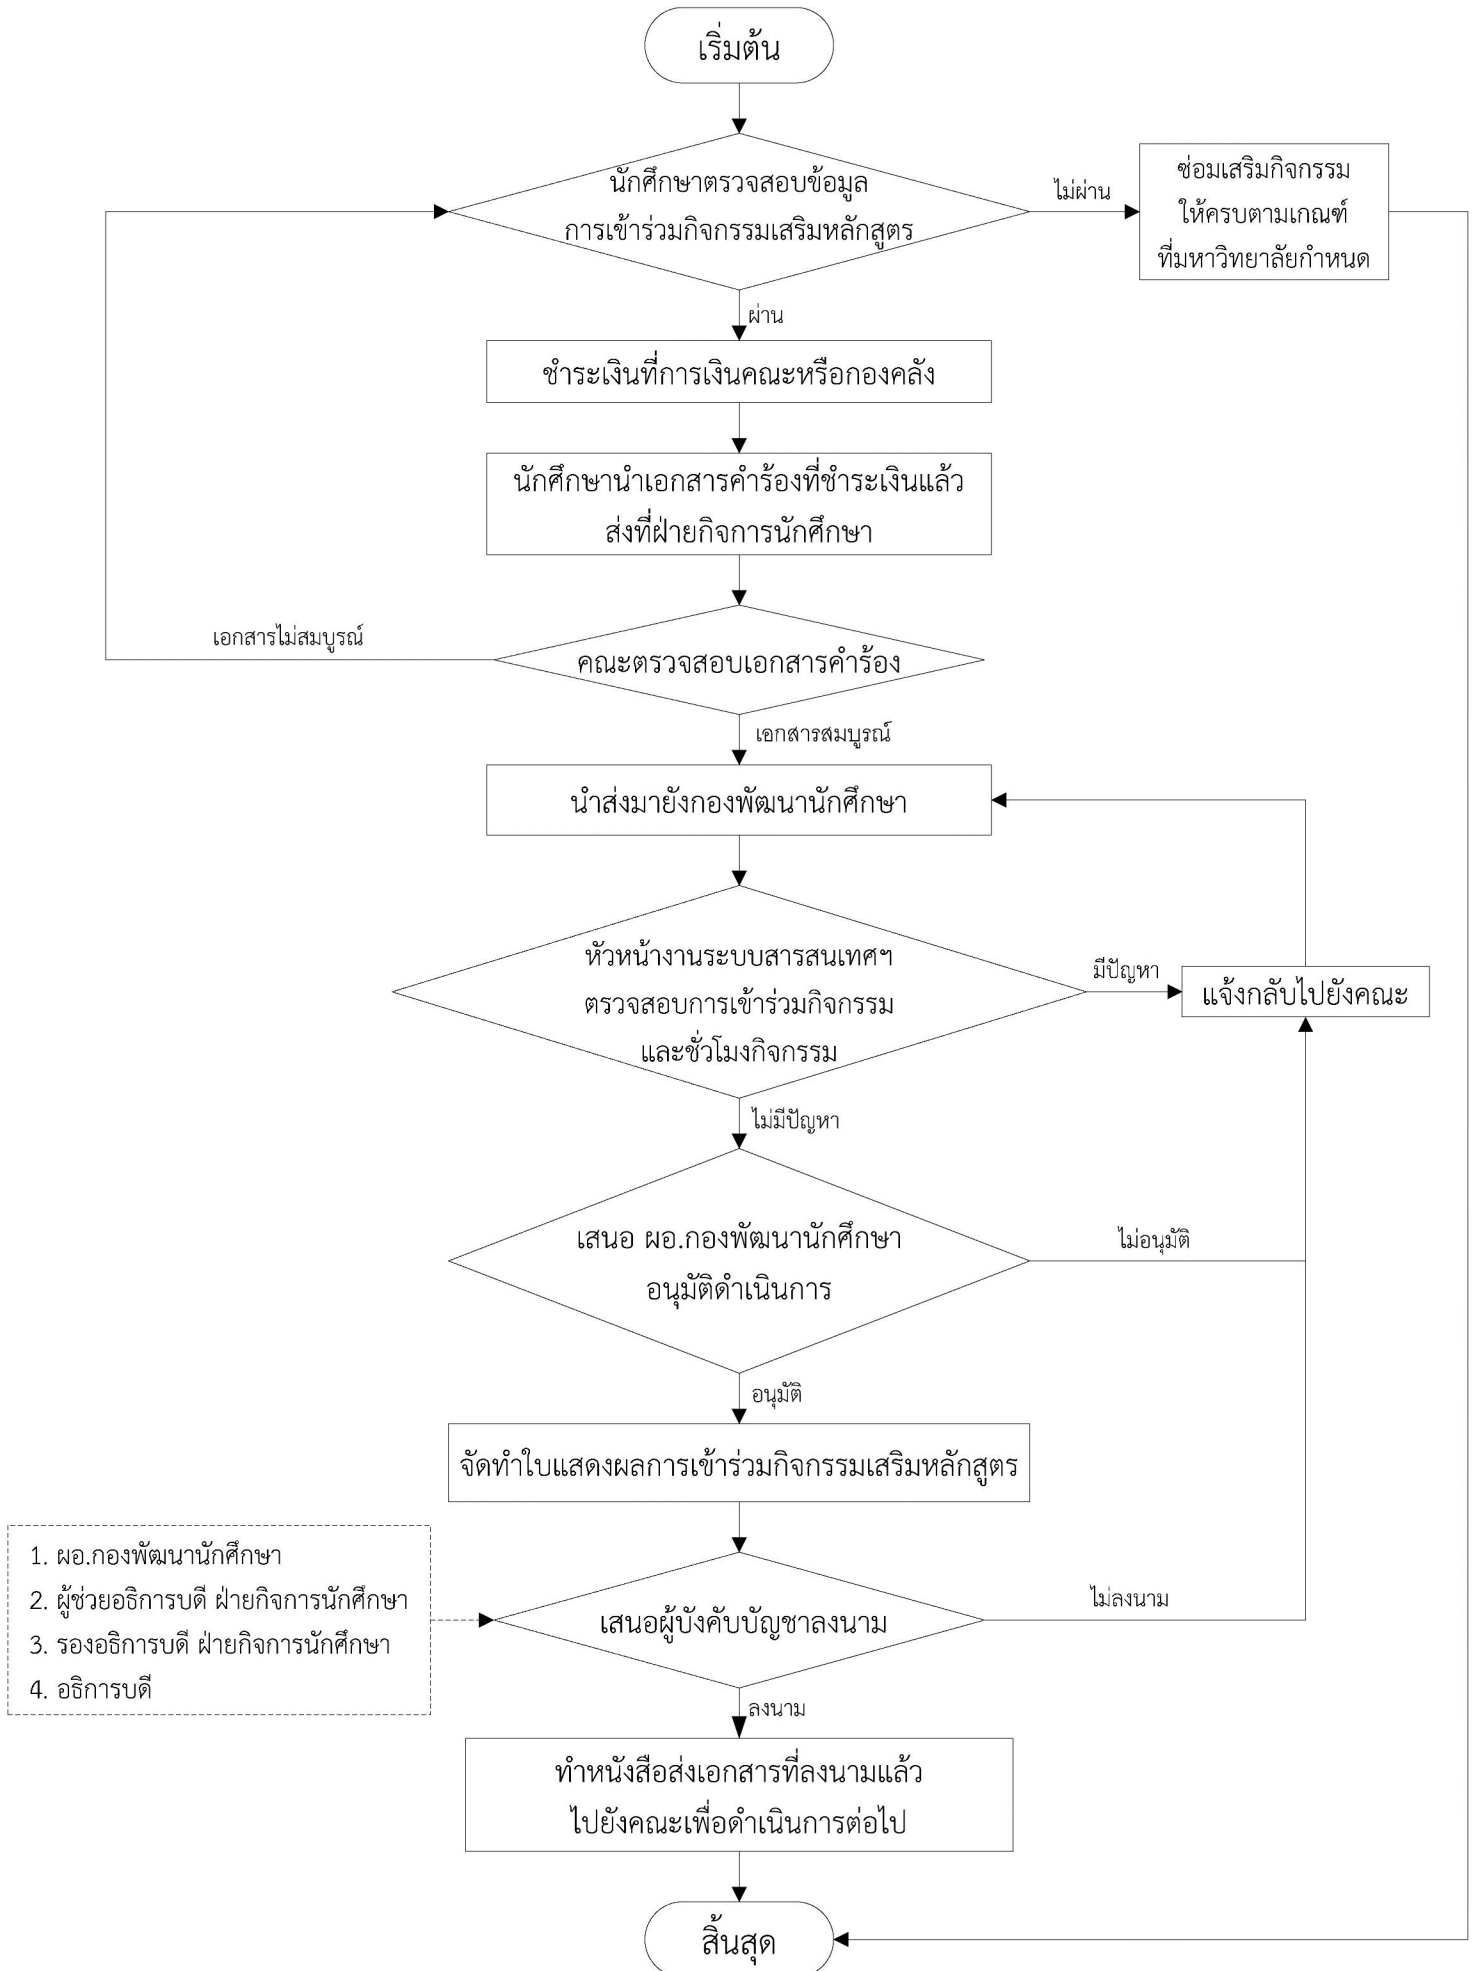 เริ่มต้น
นักศึกษาตรวจสอบข้อมูล
การเข้าร่วมกิจกรรมเสริมหลักสูตร
ไม่ผ่าน
ซ่อมเสริมกิจกรรม
ให้ครบตามเกณฑ์
ที่มหาวิทยาลัยกำหนด
ผ่าน
ชำระเงินที่การเงินคณะหรือกองคลัง
นักศึกษานำเอกสารคำร้องที่ชำระเงินแล้ว
ส่งที่ฝ่ายกิจการนักศึกษา
เอกสารไม่สมบูรณ์
คณะตรวจสอบเอกสารคำร้อง
เอกสารสมบูรณ์
นำส่งมายังกองพัฒนานักศึกษา
หัวหน้างานระบบสารสนเทศฯ
ตรวจสอบการเข้าร่วมกิจกรรม
และชั่วโมงกิจกรรม
มีปัญหา
แจ้งกลับไปยังคณะ
ไม่มีปัญหา
เสนอ ผอ.กองพัฒนานักศึกษา
อนุมัติดำเนินการ
ไม่อนุมัติ
อนุมัติ
จัดทำใบแสดงผลการเข้าร่วมกิจกรรมเสริมหลักสูตร
1. ผอ.กองพัฒนานักศึกษา
2. ผู้ช่วยอธิการบดี ฝ่ายกิจการนักศึกษา
3. รองอธิการบดี ฝ่ายกิจการนักศึกษา
4. อธิการบดี
เสนอผู้บังคับบัญชาลงนาม
ไม่ลงนาม
ลงนาม
ทำหนังสือส่งเอกสารที่ลงนามแล้ว
ไปยังคณะเพื่อดำเนินการต่อไป
สิ้นสุด